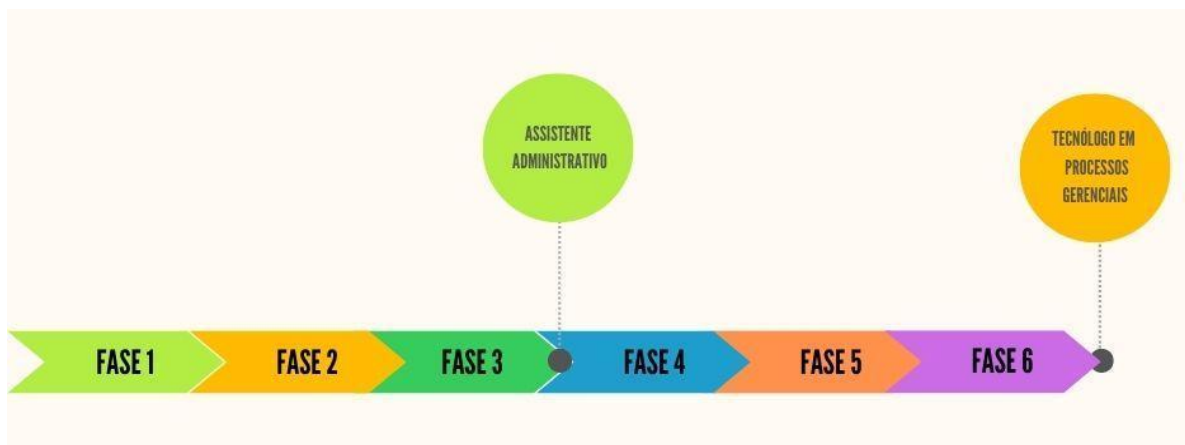 ASSISTENTE
ADMINISTRATIVO
TECNÓLOGO EM
PROCESSOS
GERENCIAIS
FASE 1
FASE 2
FASE 3
FASE 4
FASE 5
FASE 6